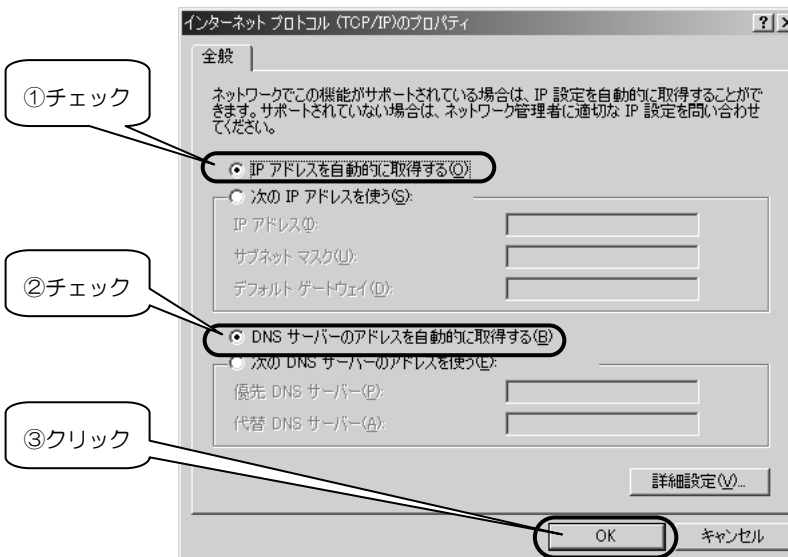 インターネット プロトコル (TCP/IP)のプロパティ
? ×
全般
①チェック
ネットワークでこの機能がサポートされている場合は、IP 設定を自動的に取得することがで
きます。サポートされていない場合は、ネットワーク管理者に適切な IP 設定を問い合わせ
てください。
IP アドレスを自動的に取得する(O)
次の IP アドレスを使う(S):
IP アドレス(I):
サブネット マスク(U):
デフォルト ゲートウェイ(D):
②チェック
DNS サーバーのアドレスを自動的に取得する(B)
次の DNS サーバーのアドレスを使う(E):
優先 DNS サーバー(P):
代替 DNS サーバー(A):
③クリック
詳細設定(V)...
OK
キャンセル